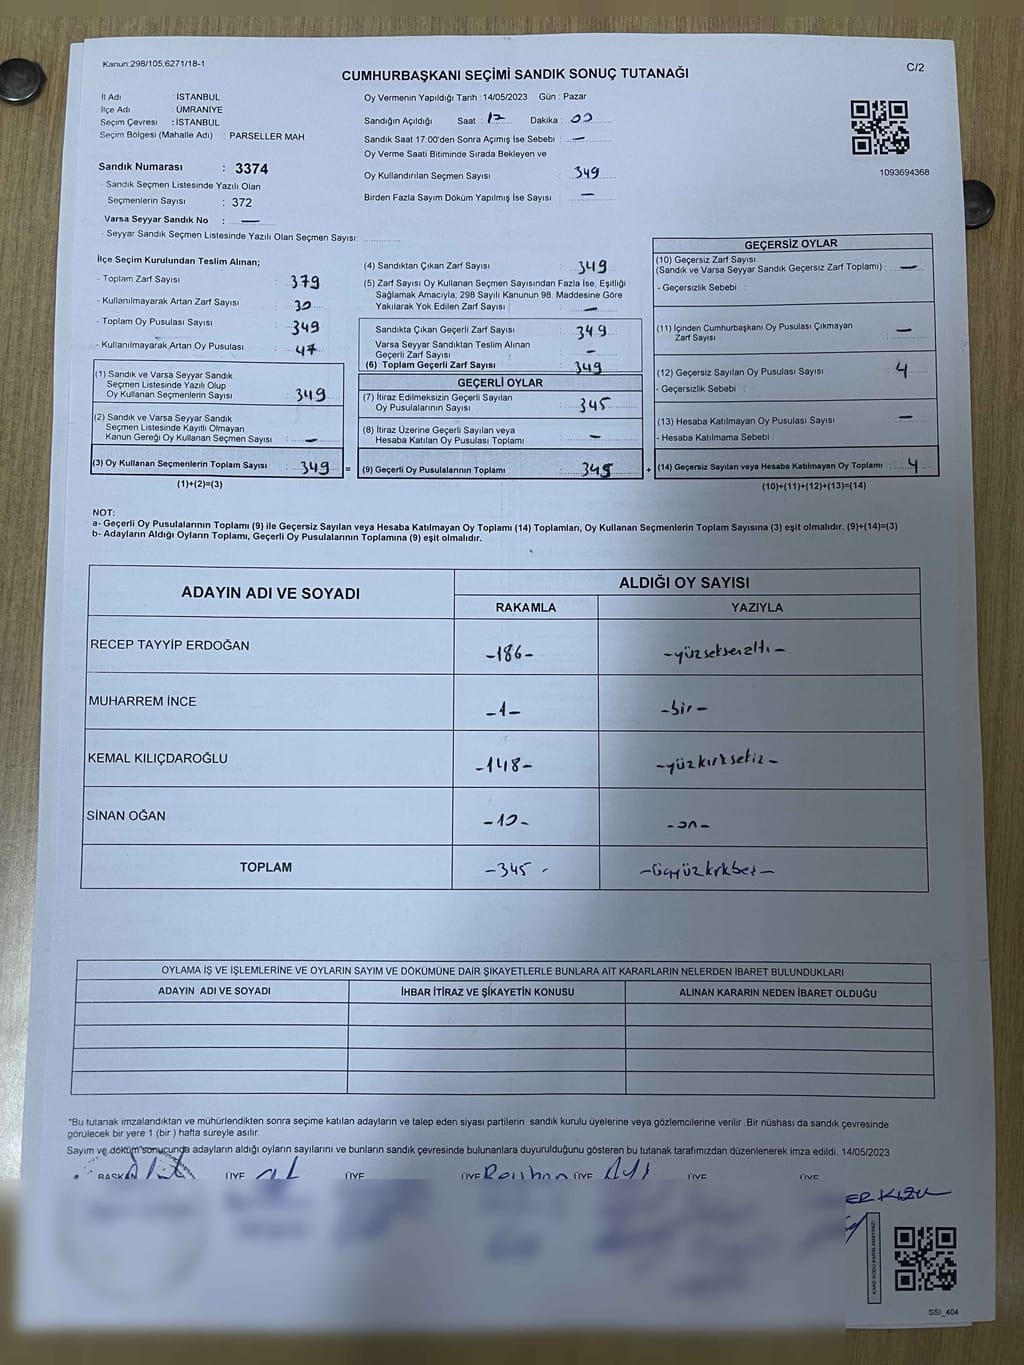 Kanun:298/105,6271/18-1
C/2
CUMHURBAŞKANI SEÇİMİ SANDIK SONUÇ TUTANAĞI
İl Adı : İSTANBUL
İlçe Adı : ÜMRANİYE
Seçim Çevresi : İSTANBUL
Seçim Bölgesi (Mahalle Adı) : PARSELLER MAH.
Sandık Numarası : 3374
- Sandık Seçmen Listesinde Yazılı Olan
Seçmenlerin Sayısı : 372
Varsa Seyyar Sandık No : —
- Seyyar Sandık Seçmen Listesinde Yazılı Olan Seçmen Sayısı:
Oy Vermenin Yapıldığı Tarih : 14/05/2023 Gün : Pazar
Sandığın Açıldığı Saat : 17 Dakika : 00
Sandık Saat 17:00'den Sonra Açımış İse Sebebi : —
Oy Verme Saati Bitiminde Sırada Bekleyen ve
Oy Kullandırılan Seçmen Sayısı : 349
Birden Fazla Sayım Döküm Yapılmış İse Sayısı : —
1093694368
İlçe Seçim Kurulundan Teslim Alınan;
- Toplam Zarf Sayısı : 379
- Kullanılmayarak Artan Zarf Sayısı : 30
- Toplam Oy Pusulası Sayısı : 349
- Kullanılmayarak Artan Oy Pusulası : 47
(1) Sandık ve Varsa Seyyar Sandık
Seçmen Listesinde Yazılı Olup
Oy Kullanan Seçmenlerin Sayısı : 349
(2) Sandık ve Varsa Seyyar Sandık
Seçmen Listesinde Kayıtlı Olmayan
Kanun Gereği Oy Kullanan Seçmen Sayısı : —
(3) Oy Kullanan Seçmenlerin Toplam Sayısı : 349 =
(1)+(2)=(3)
(4) Sandıktan Çıkan Zarf Sayısı : 349
(5) Zarf Sayısı Oy Kullanan Seçmen Sayısından Fazla İse, Eşitliği
Sağlamak Amacıyla; 298 Sayılı Kanunun 98. Maddesine Göre
Yakılarak Yok Edilen Zarf Sayısı : —
Sandıkta Çıkan Geçerli Zarf Sayısı : 349
Varsa Seyyar Sandıktan Teslim Alınan
Geçerli Zarf Sayısı : —
(6) Toplam Geçerli Zarf Sayısı : 349
GEÇERLİ OYLAR
(7) İtiraz Edilmeksizin Geçerli Sayılan
Oy Pusulalarının Sayısı : 345
(8) İtiraz Üzerine Geçerli Sayılan veya
Hesaba Katılan Oy Pusulası Toplamı : —
(9) Geçerli Oy Pusulalarının Toplamı : 345 +
GEÇERSİZ OYLAR
(10) Geçersiz Zarf Sayısı
(Sandık ve Varsa Seyyar Sandık Geçersiz Zarf Toplamı) : —
- Geçersizlik Sebebi :
(11) İçinden Cumhurbaşkanı Oy Pusulası Çıkmayan
Zarf Sayısı : —
(12) Geçersiz Sayılan Oy Pusulası Sayısı : 4
- Geçersizlik Sebebi :
(13) Hesaba Katılmayan Oy Pusulası Sayısı : —
- Hesaba Katılmama Sebebi :
(14) Geçersiz Sayılan veya Hesaba Katılmayan Oy Toplamı : 4
(10)+(11)+(12)+(13)=(14)
NOT:
a- Geçerli Oy Pusulalarının Toplamı (9) ile Geçersiz Sayılan veya Hesaba Katılmayan Oy Toplamı (14) Toplamları, Oy Kullanan Seçmenlerin Toplam Sayısına (3) eşit olmalıdır. (9)+(14)=(3)
b- Adayların Aldığı Oyların Toplamı, Geçerli Oy Pusulalarının Toplamına (9) eşit olmalıdır.
ADAYIN ADI VE SOYADI ALDIĞI OY SAYISI
RAKAMLA YAZIYLA
RECEP TAYYİP ERDOĞAN -186- -yüzseksenaltı-
MUHARREM İNCE -1- -bir-
KEMAL KILIÇDAROĞLU -148- -yüzkırksekiz-
SİNAN OĞAN -10- -on-
TOPLAM -345- -üçyüzkırkbeş-
OYLAMA İŞ VE İŞLEMLERİNE VE OYLARIN SAYIM VE DÖKÜMÜNE DAİR ŞİKAYETLERLE BUNLARA AİT KARARLARIN NELERDEN İBARET BULUNDUKLARI
ADAYIN ADI VE SOYADI İHBAR İTİRAZ VE ŞİKAYETİN KONUSU ALINAN KARARIN NEDEN İBARET OLDUĞU
*Bu tutanak imzalandıktan ve mühürlendikten sonra seçime katılan adayların ve talep eden siyasi partilerin sandık kurulu üyelerine veya gözlemcilerine verilir .Bir nüshası da sandık çevresinde
görülecek bir yere 1 (bir ) hafta süreyle asılır.
Sayım ve döküm sonucunda adayların aldığı oyların sayılarını ve bunların sandık çevresinde bulunanlara duyurulduğunu gösteren bu tutanak tarafımızdan düzenlenerek imza edildi. 14/05/2023
BAŞKAN ÜYE ÜYE ÜYE Reyhan ÜYE ÜYE ÜYE
SSI_404